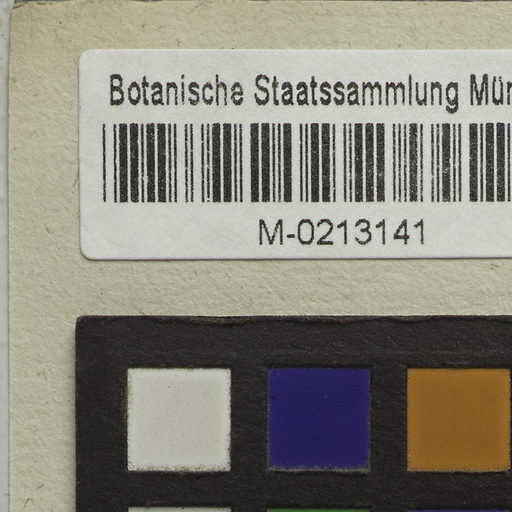 Botanische Staatssammlung Mün
M-0213141